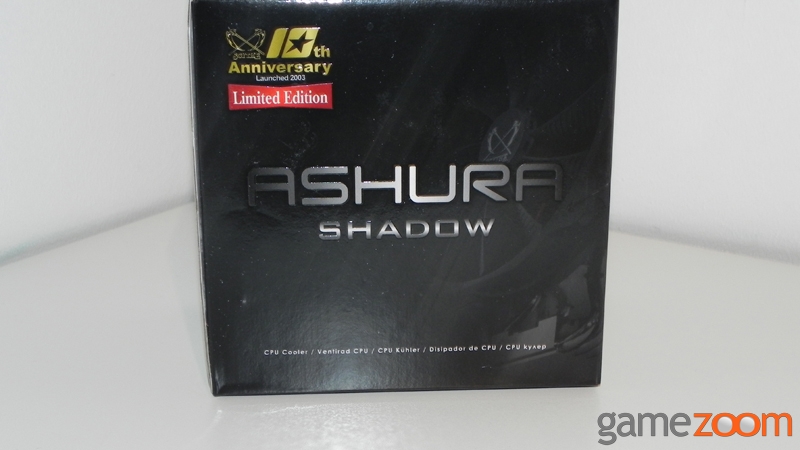 10th
Anniversary
Launched 2003
Limited Edition
ASHURA
SHADOW
CPU Cooler / Ventirad CPU / CPU Kühler / Disipador de CPU / CPU кулер
gamezoom